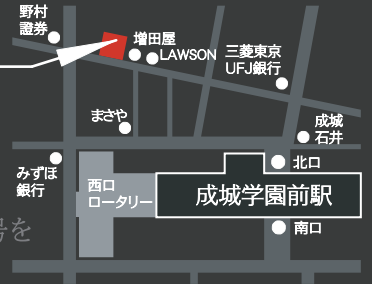 野村
證券
増田屋
LAWSON
三菱東京
UFJ銀行
まさや
成城
石井
みずほ
銀行
西口
ロータリー
北口
成城学園前駅
南口
号を